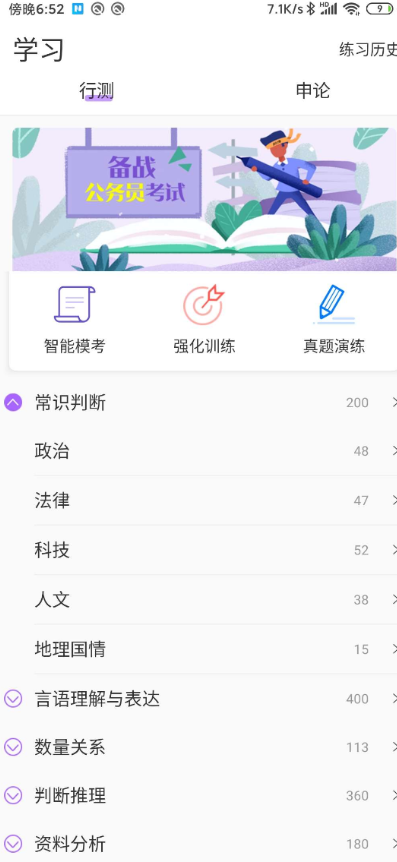 傍晚6:52 7.1K/s HD 9
学习 练习历史
行测 申论
备战
公务员考试
智能模考 强化训练 真题演练
常识判断 200
政治 48
法律 47
科技 52
人文 38
地理国情 15
言语理解与表达 400
数量关系 113
判断推理 360
资料分析 180